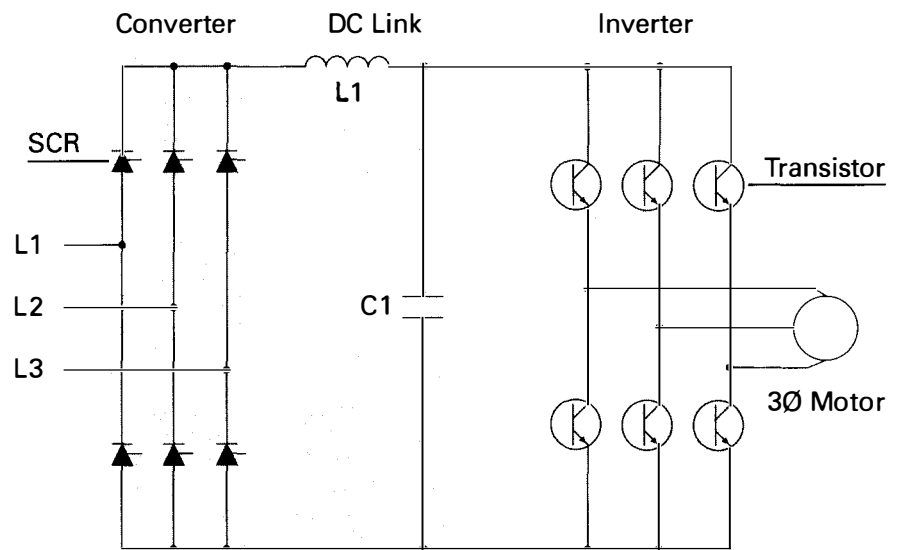 Converter
DC Link
Inverter
L1
SCR
Transistor
L1
L2
C1
L3
3Ø Motor